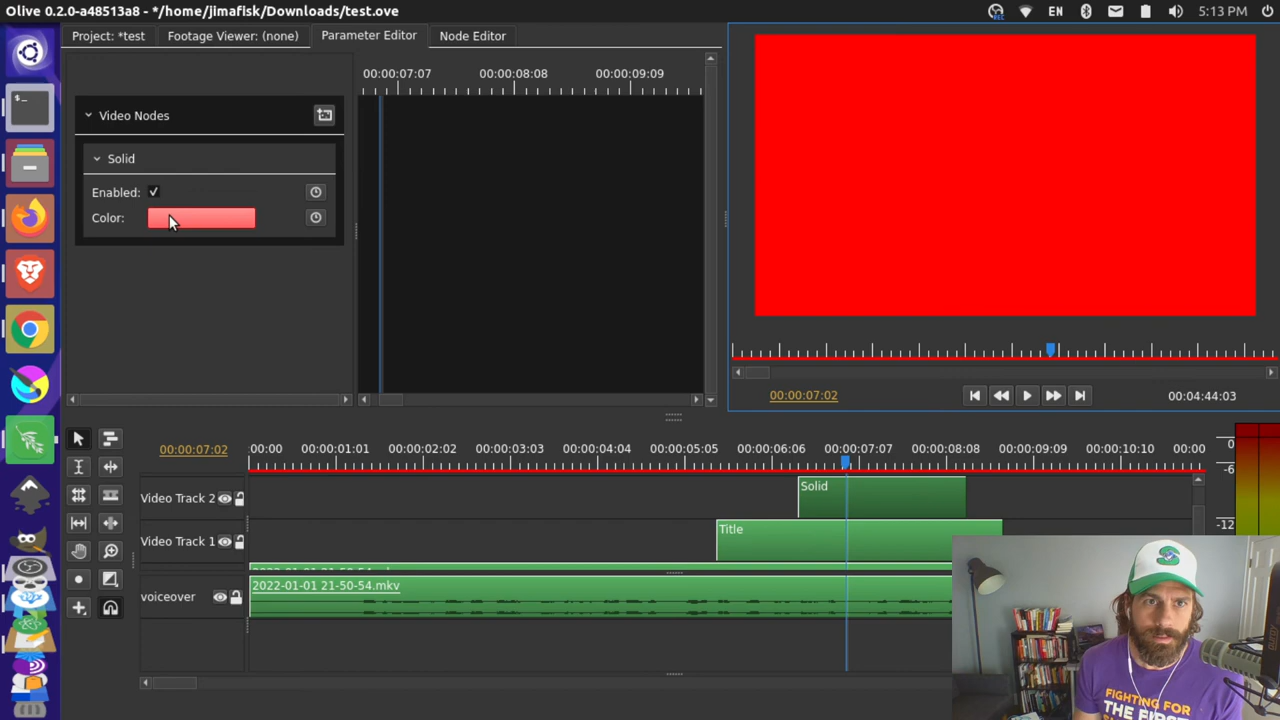 Olive 0.2.0-a48513a8 - */home/jimafisk/Downloads/test.ove
REC
EN
5:13 PM
Project: *test
Footage Viewer: (none)
Parameter Editor
Node Editor
00:00:07:07
00:00:08:08
00:00:09:09
Video Nodes
Solid
Enabled:
Color:
00:00:07:02
00:04:44:03
00:00:07:02
:00:00
00:00:01:01
00:00:02:02
00:00:03:03
00:00:04:04
00:00:05:05
00:00:06:06
00:00:07:07
00:00:08:08
00:00:09:09
00:00:10:10
00:00
0
-6
-12
Video Track 2
Solid
Video Track 1
Title
2022-01-01 21-50-54.mkv
voiceover
FIGHTING FOR
THE FIRS